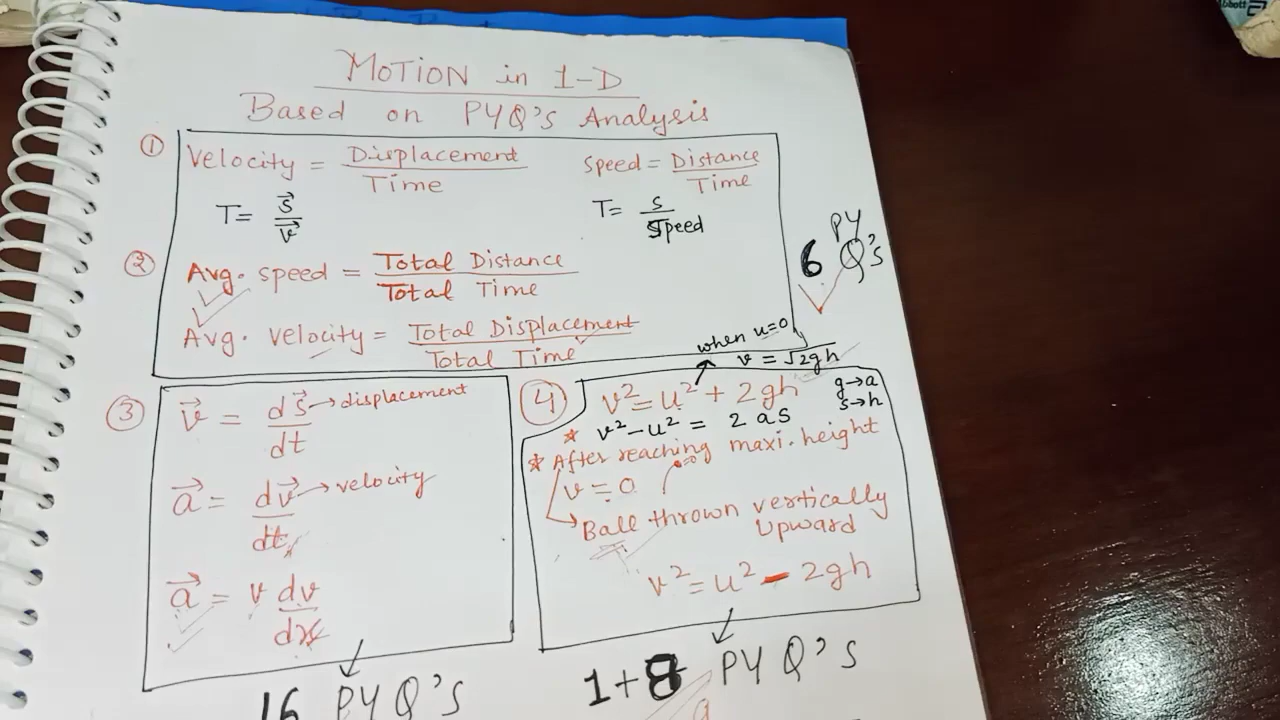 MOTION in 1-D
Based on PYQ's Analysis
① Velocity = Displacement / Time
Speed = Distance / Time
T = s⃗ / v⃗
T = s / Speed
② Avg. speed = Total Distance / Total Time
6 PYQ's
Avg. velocity = Total Displacement / Total Time
③ v⃗ = ds⃗ / dt → displacement
a⃗ = dv⃗ / dt → velocity
a⃗ = v dv / dx
16 PYQ's
when u=0
v = √2gh
④ v² = u² + 2gh
g→a
s→h
* v² - u² = 2as
* After reaching maxi. height
v = 0
→ Ball thrown vertically
Upward
v² = u² - 2gh
1+8 PYQ's